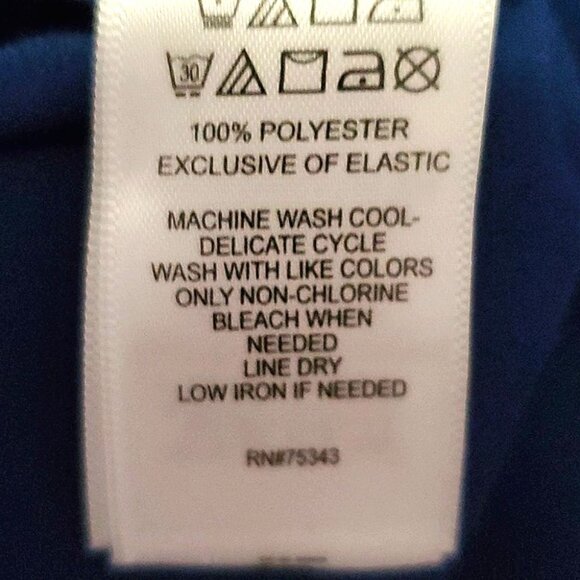 30
100% POLYESTER
EXCLUSIVE OF ELASTIC
MACHINE WASH COOL-
DELICATE CYCLE
WASH WITH LIKE COLORS
ONLY NON-CHLORINE
BLEACH WHEN
NEEDED
LINE DRY
LOW IRON IF NEEDED
RN#75343